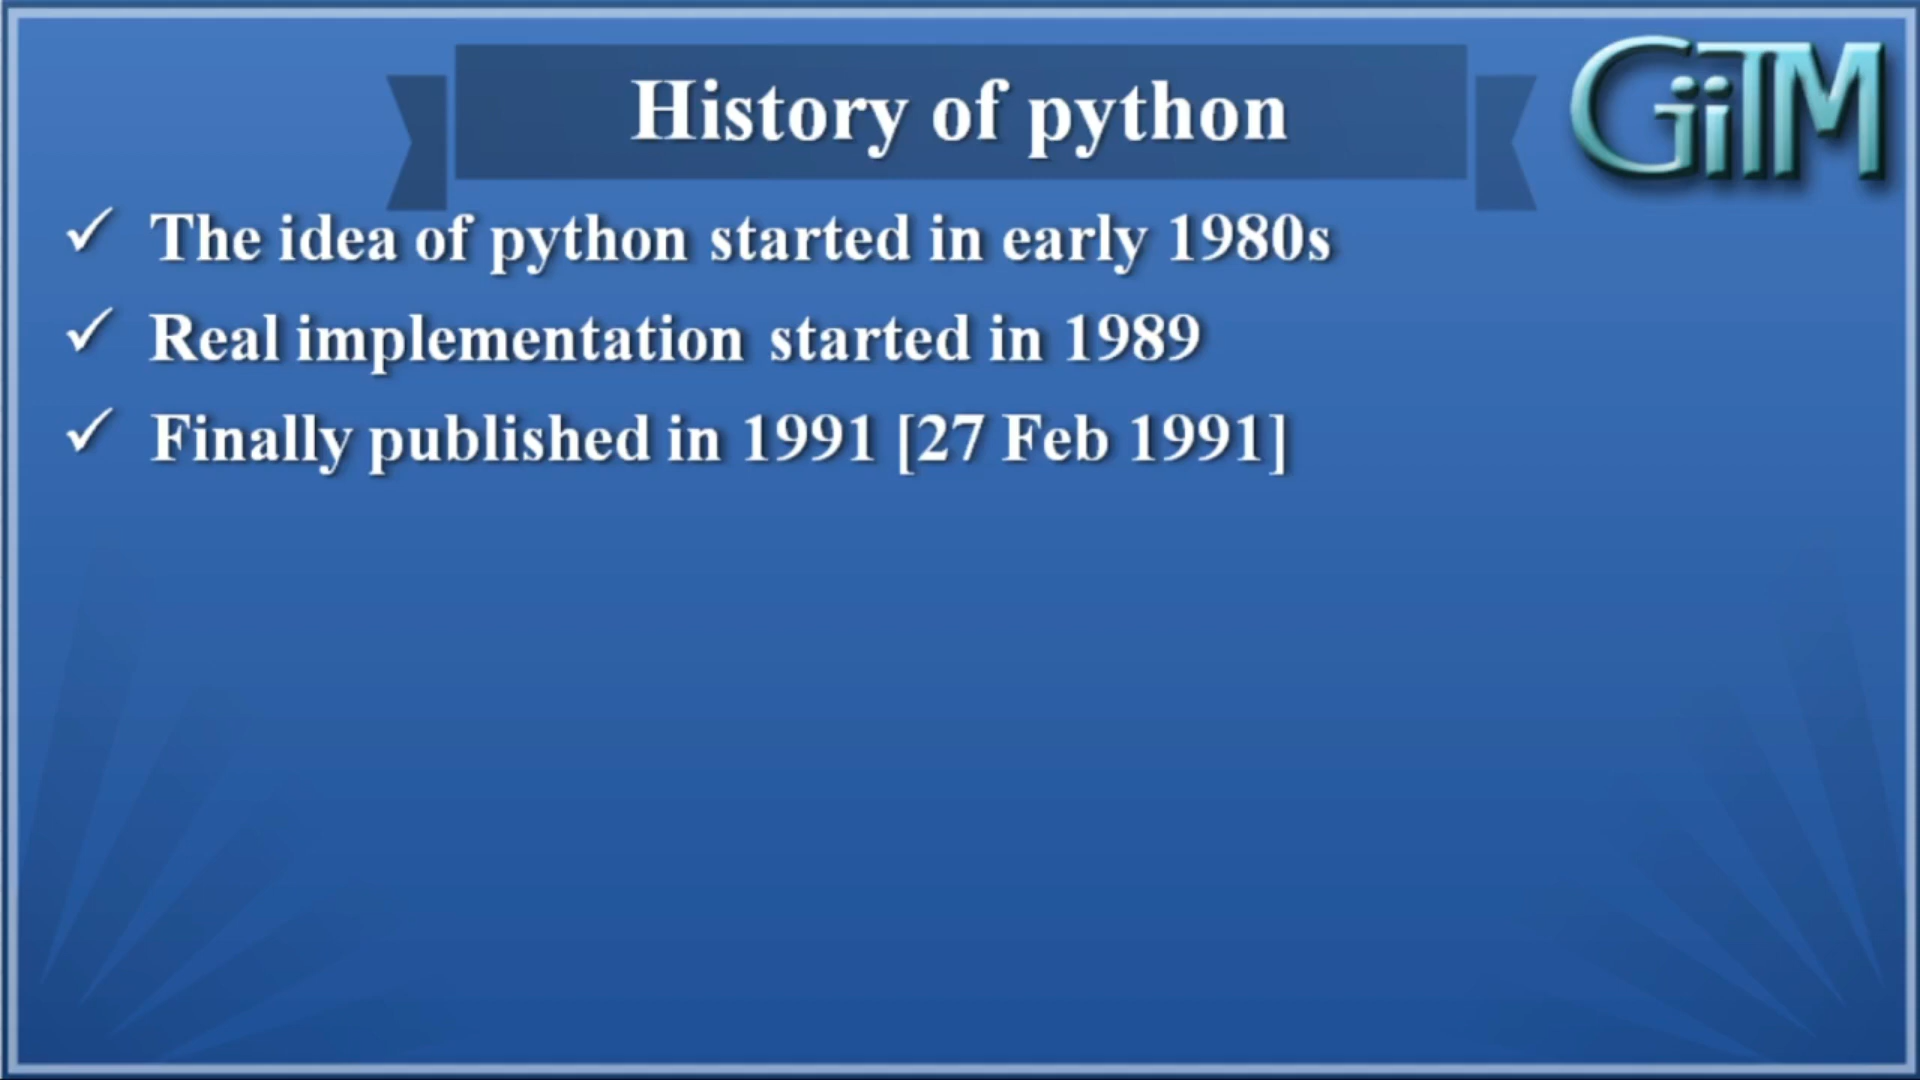 History of python
GiTM
✓ The idea of python started in early 1980s
✓ Real implementation started in 1989
✓ Finally published in 1991 [27 Feb 1991]